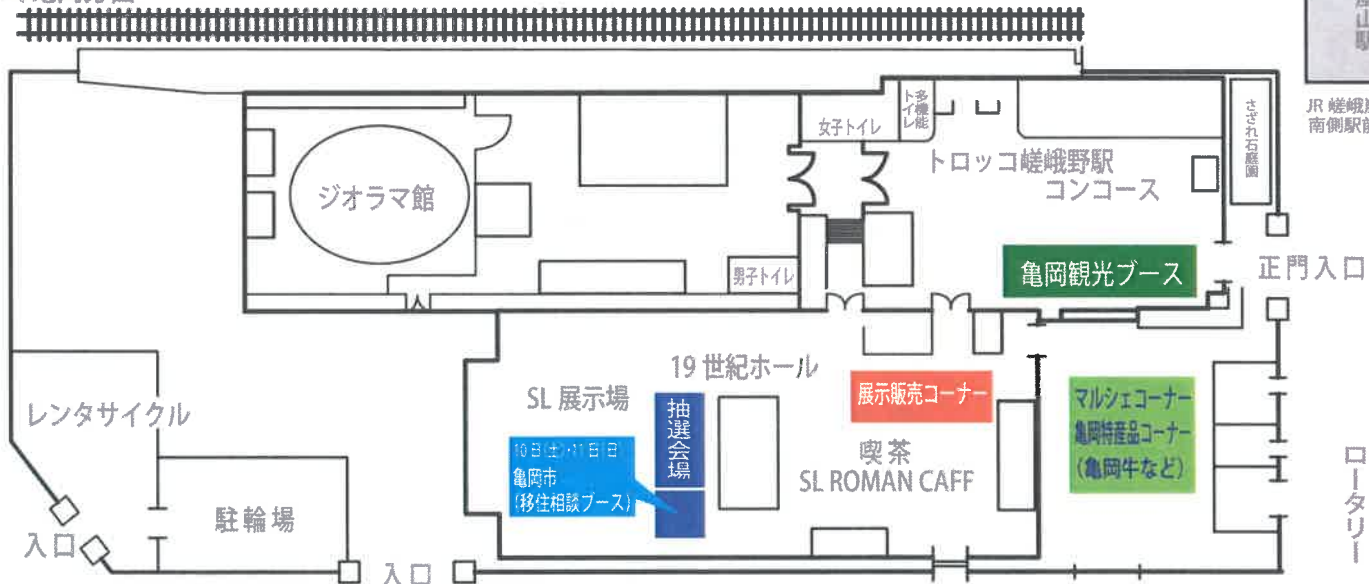 女子トイレ
多機能
トイレ
さざれ石庭園
JR 嵯峨
南側駅前
トロッコ嵯峨野駅
コンコース
ジオラマ館
男子トイレ
亀岡観光ブース
正門入口
19 世紀ホール
SL 展示場
抽選会場
展示販売コーナー
マルシェコーナー
亀岡特産品コーナー
(亀岡牛など)
レンタサイクル
10日(土)・11日(日)
亀岡市
(移住相談ブース)
喫茶
SL ROMAN CAFF
駐輪場
ロータリー
入口
入口